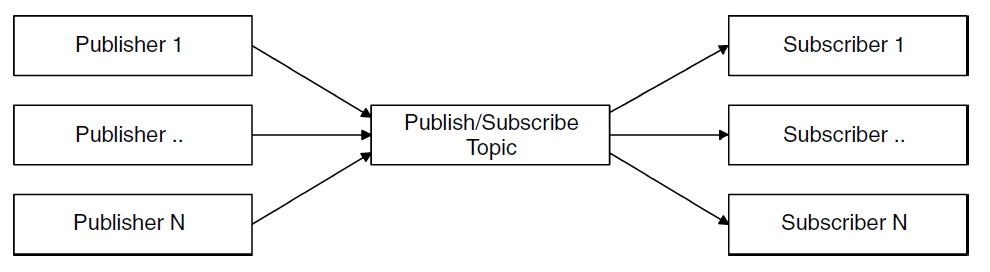 Publisher 1
Subscriber 1
Publisher ..
Publish/Subscribe
Topic
Subscriber ..
Publisher N
Subscriber N